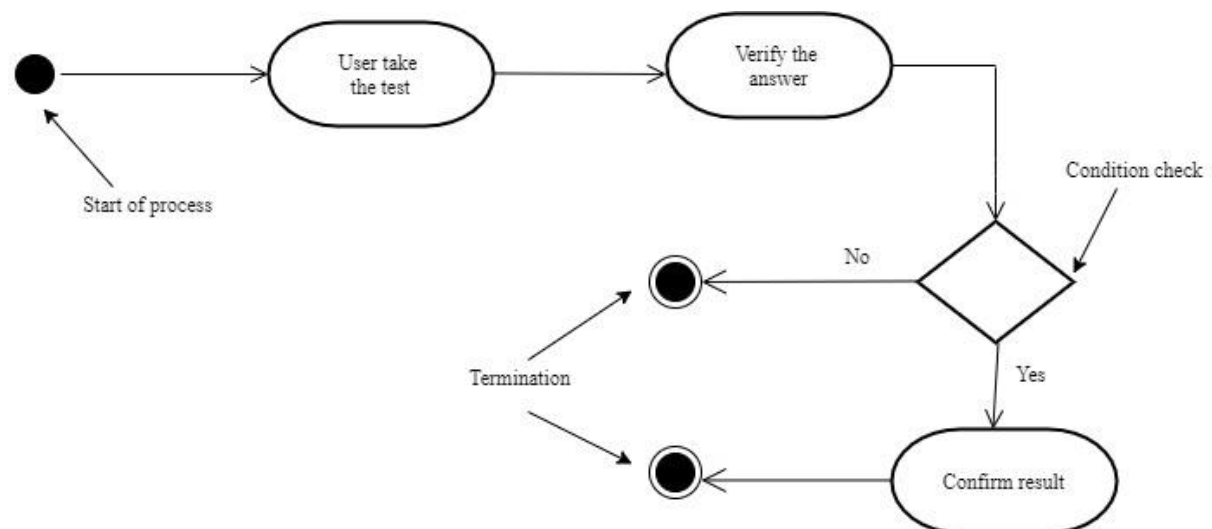 User take
the test
Verify the
answer
Start of process
Condition check
No
Termination
Yes
Confirm result